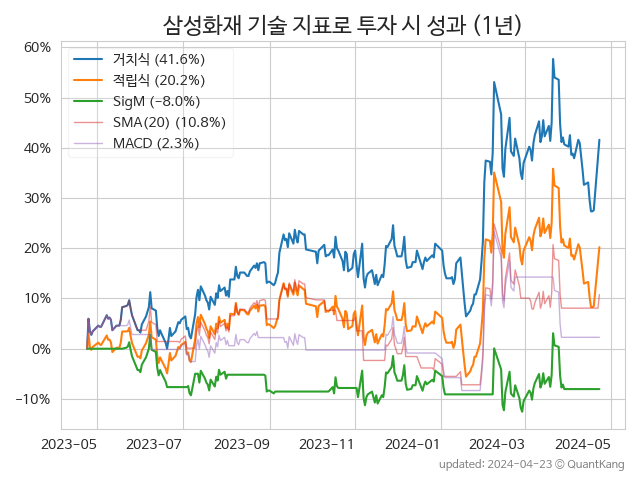 삼성화재 기술 지표로 투자 시 성과 (1년)
60%
50%
40%
30%
20%
10%
0%
−10%
거치식 (41.6%)
적립식 (20.2%)
SigM (−8.0%)
SMA(20) (10.8%)
MACD (2.3%)
2023-05 2023-07 2023-09 2023-11 2024-01 2024-03 2024-05
updated: 2024-04-23 © QuantKang